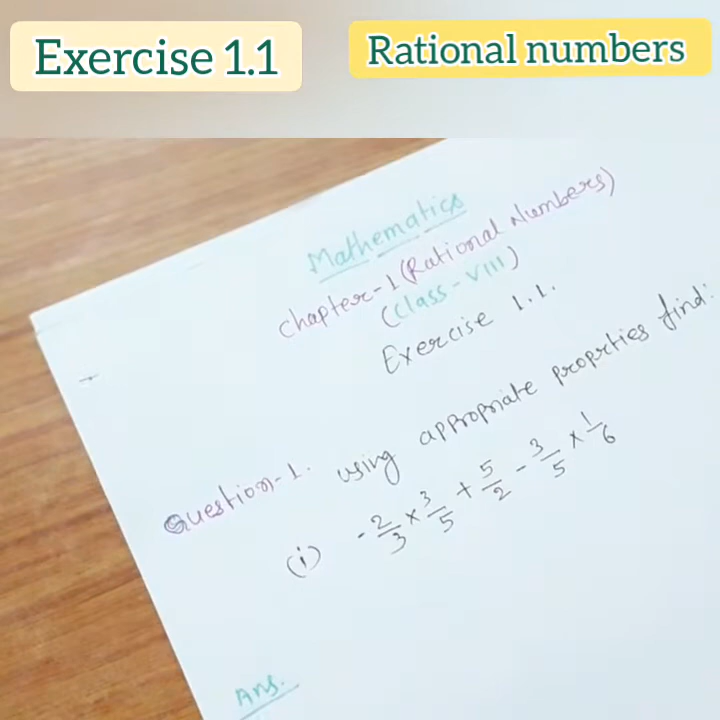 Exercise 1.1
Rational numbers
Mathematics
Chapter-1 (Rational Numbers)
(Class-VIII)
Exercise 1.1.
Question-1. using appropriate proprties find:
(i) -2/3 × 3/5 + 5/2 - 3/5 × 1/6
Ans.